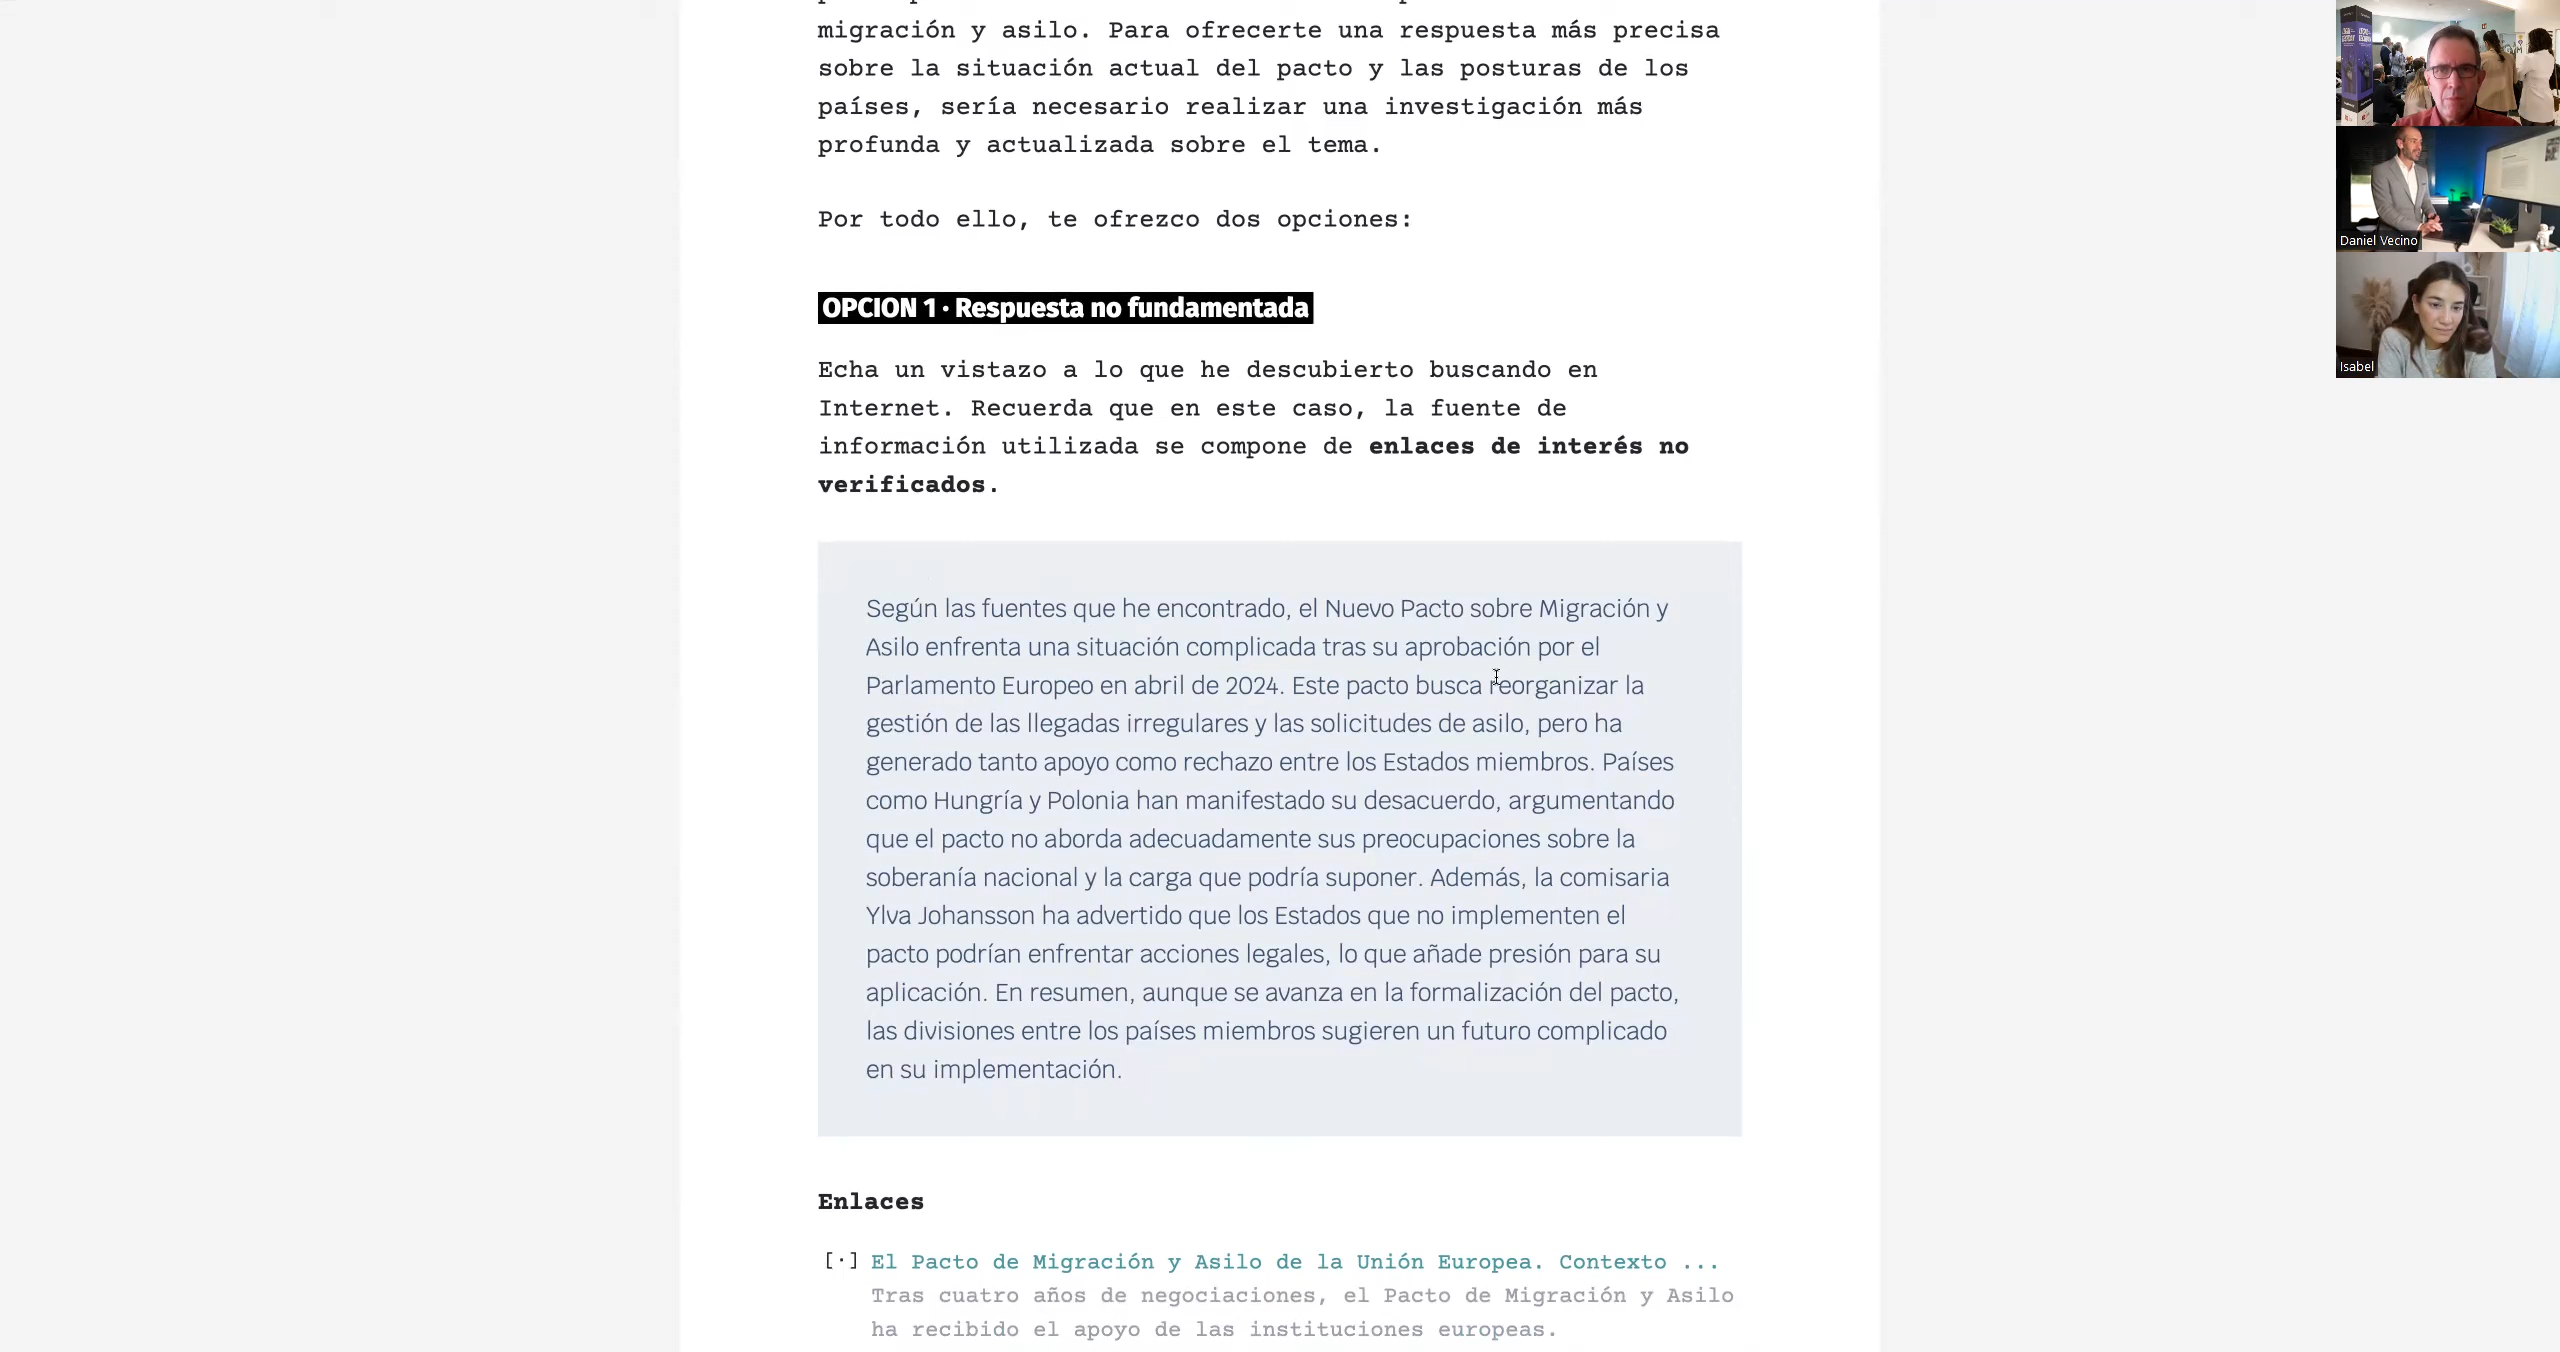 migración y asilo. Para ofrecerte una respuesta más precisa
sobre la situación actual del pacto y las posturas de los
países, sería necesario realizar una investigación más
profunda y actualizada sobre el tema.
Por todo ello, te ofrezco dos opciones:
OPCION 1 · Respuesta no fundamentada
Echa un vistazo a lo que he descubierto buscando en
Internet. Recuerda que en este caso, la fuente de
información utilizada se compone de enlaces de interés no
verificados.
Según las fuentes que he encontrado, el Nuevo Pacto sobre Migración y
Asilo enfrenta una situación complicada tras su aprobación por el
Parlamento Europeo en abril de 2024. Este pacto busca reorganizar la
gestión de las llegadas irregulares y las solicitudes de asilo, pero ha
generado tanto apoyo como rechazo entre los Estados miembros. Países
como Hungría y Polonia han manifestado su desacuerdo, argumentando
que el pacto no aborda adecuadamente sus preocupaciones sobre la
soberanía nacional y la carga que podría suponer. Además, la comisaria
Ylva Johansson ha advertido que los Estados que no implementen el
pacto podrían enfrentar acciones legales, lo que añade presión para su
aplicación. En resumen, aunque se avanza en la formalización del pacto,
las divisiones entre los países miembros sugieren un futuro complicado
en su implementación.
Enlaces
[·] El Pacto de Migración y Asilo de la Unión Europea. Contexto ...
Tras cuatro años de negociaciones, el Pacto de Migración y Asilo
ha recibido el apoyo de las instituciones europeas.
Daniel Vecino
Isabel